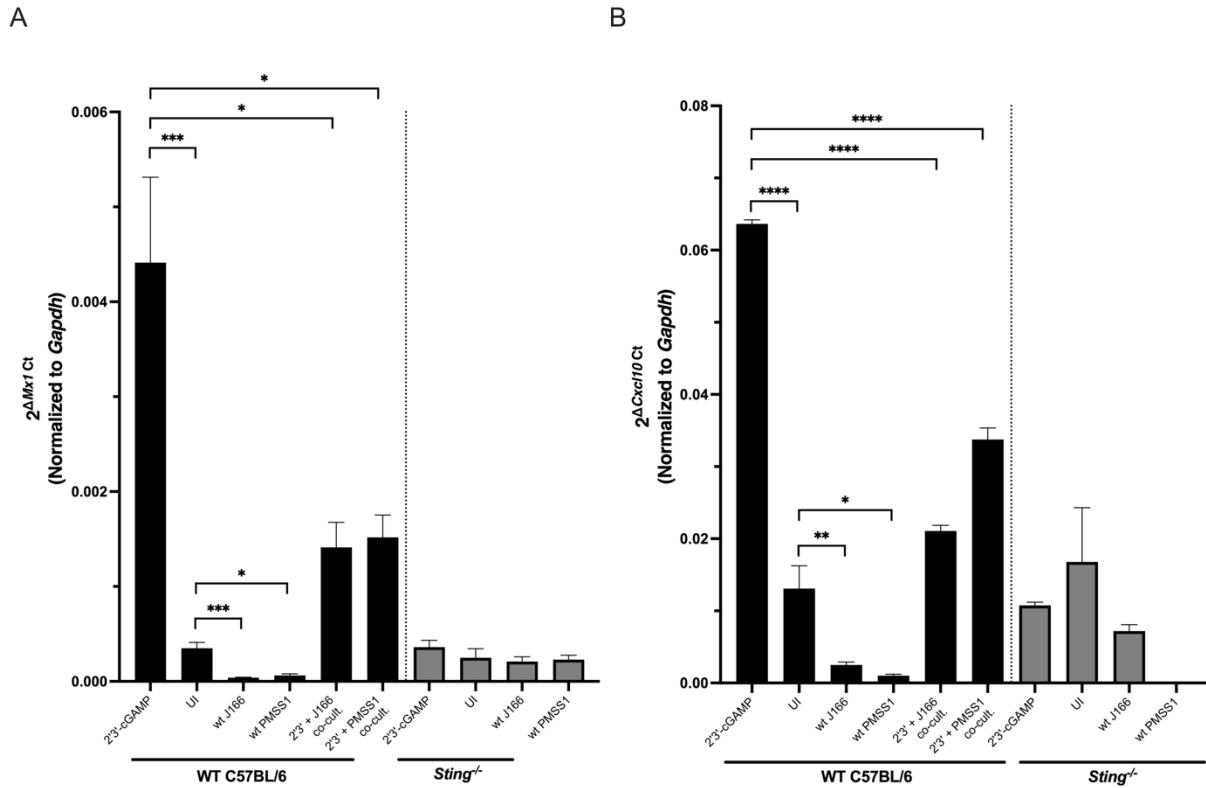 A
B
*
*
***
*
***
0.006
0.004
0.002
0.000
2ΔMx1 Ct
(Normalized to Gapdh)
2'3'-cGAMP
UI
wt J166
wt PMSS1
2'3' + J166
co-cult.
2'3' + PMSS1
co-cult.
2'3'-cGAMP
UI
wt J166
wt PMSS1
WT C57BL/6
Sting-/-
****
****
****
*
**
0.08
0.06
0.04
0.02
0.00
2ΔCxcl10 Ct
(Normalized to Gapdh)
2'3'-cGAMP
UI
wt J166
wt PMSS1
2'3' + J166
co-cult.
2'3' + PMSS1
co-cult.
2'3'-cGAMP
UI
wt J166
wt PMSS1
WT C57BL/6
Sting-/-